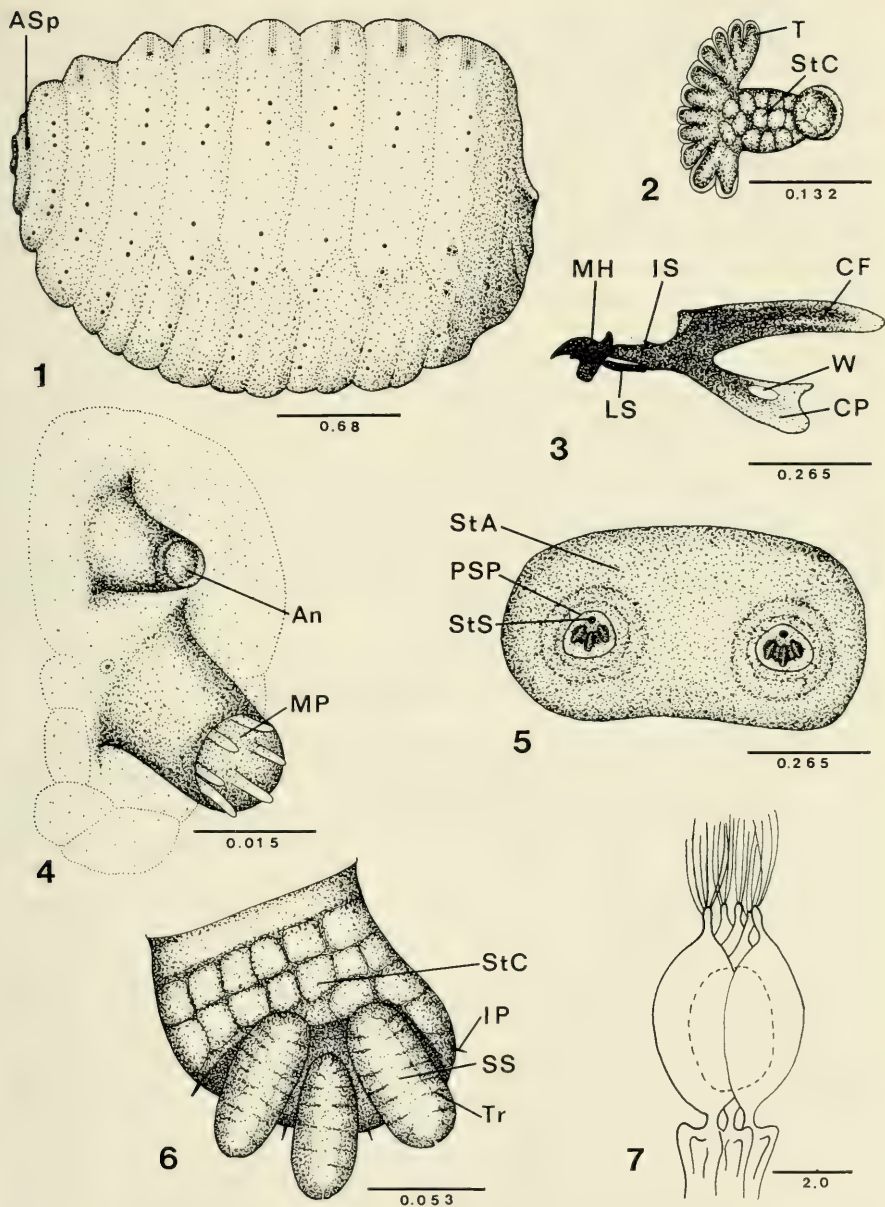 ASp
1
0.68
T
StC
2
0.132
MH
IS
CF
W
LS
CP
3
0.265
An
MP
0.015
4
StA
PSP
StS
5
0.265
StC
IP
SS
Tr
6
0.053
7
2.0